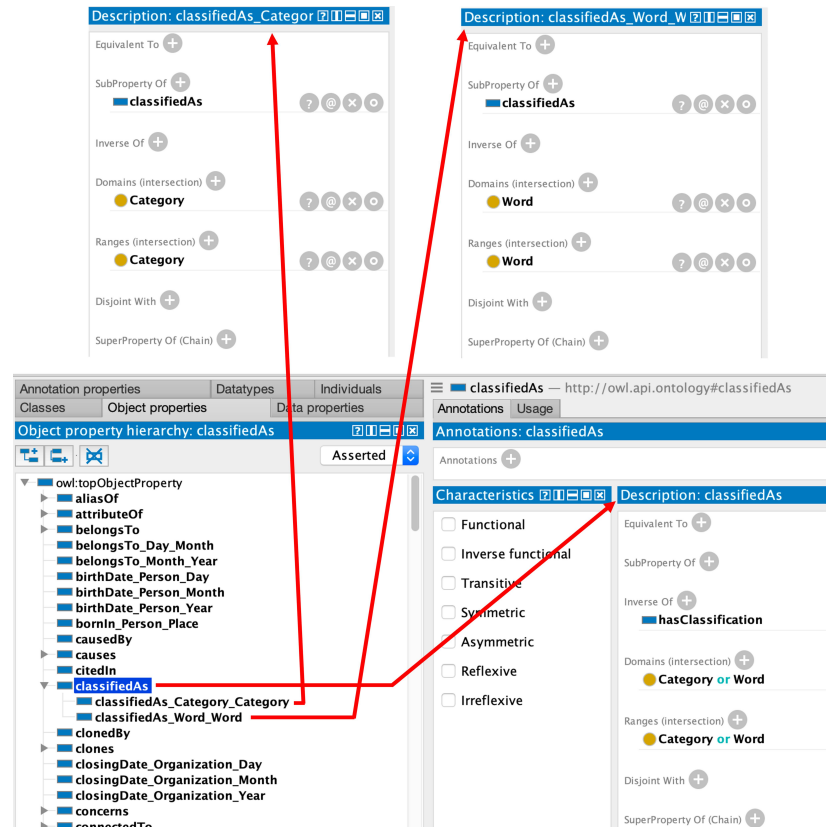 Description: classifiedAs_Categor
Equivalent To
SubProperty Of
classifiedAs
Inverse Of
Domains (intersection)
Category
Ranges (intersection)
Category
Disjoint With
SuperProperty Of (Chain)
Description: classifiedAs_Word_W
Equivalent To
SubProperty Of
classifiedAs
Inverse Of
Domains (intersection)
Word
Ranges (intersection)
Word
Disjoint With
SuperProperty Of (Chain)
Annotation properties Datatypes Individuals
Classes Object properties Data properties
Object property hierarchy: classifiedAs
Asserted
owl:topObjectProperty
aliasOf
attributeOf
belongsTo
belongsTo_Day_Month
belongsTo_Month_Year
birthDate_Person_Day
birthDate_Person_Month
birthDate_Person_Year
bornIn_Person_Place
causedBy
causes
citedIn
classifiedAs
classifiedAs_Category_Category
classifiedAs_Word_Word
clonedBy
clones
closingDate_Organization_Day
closingDate_Organization_Month
closingDate_Organization_Year
concerns
connectedTo
classifiedAs — http://owl.api.ontology#classifiedAs
Annotations Usage
Annotations: classifiedAs
Annotations
Characteristics
Functional
Inverse functional
Transitive
Symmetric
Asymmetric
Reflexive
Irreflexive
Description: classifiedAs
Equivalent To
SubProperty Of
Inverse Of
hasClassification
Domains (intersection)
Category or Word
Ranges (intersection)
Category or Word
Disjoint With
SuperProperty Of (Chain)